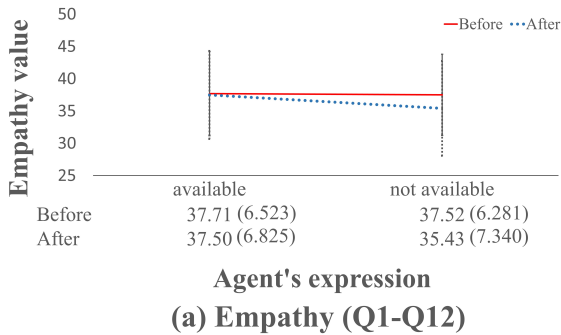 50
Before After
45
40
35
30
25
Empathy value
available not available
Before 37.71 (6.523) 37.52 (6.281)
After 37.50 (6.825) 35.43 (7.340)
Agent's expression
(a) Empathy (Q1-Q12)